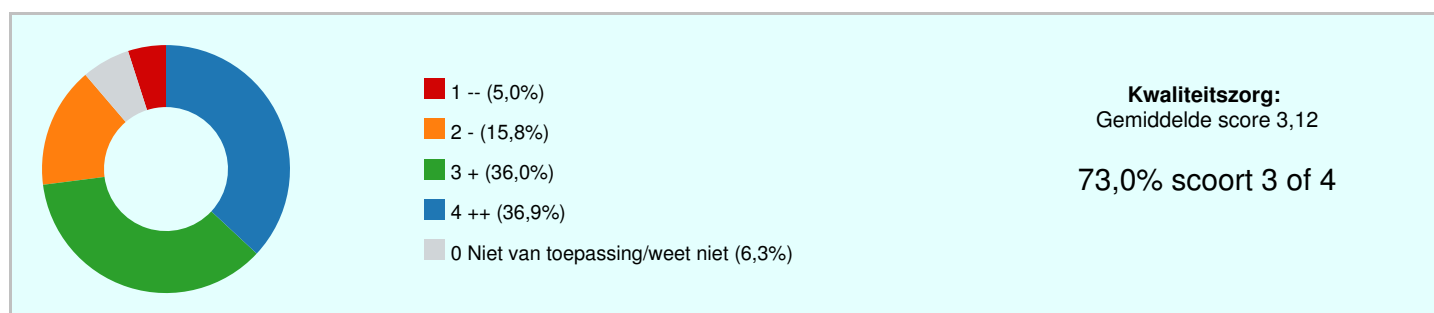 1 -- (5,0%)
2 - (15,8%)
3 + (36,0%)
4 ++ (36,9%)
0 Niet van toepassing/weet niet (6,3%)
Kwaliteitszorg:
Gemiddelde score 3,12
73,0% scoort 3 of 4